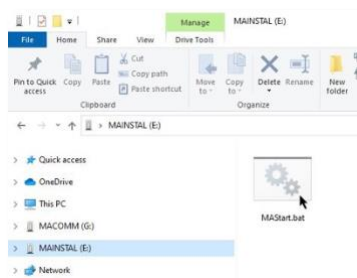 Manage
MAINSTAL (E:)
File
Home
Share
View
Drive Tools
Pin to Quick
access
Copy
Paste
Cut
Copy path
Paste shortcut
Move
to
Copy
to
Delete
Rename
New
folder
Clipboard
Organize
MAINSTAL (E:)
Quick access
OneDrive
This PC
MACOMM (G:)
MAINSTAL (E:)
Network
MAStart.bat